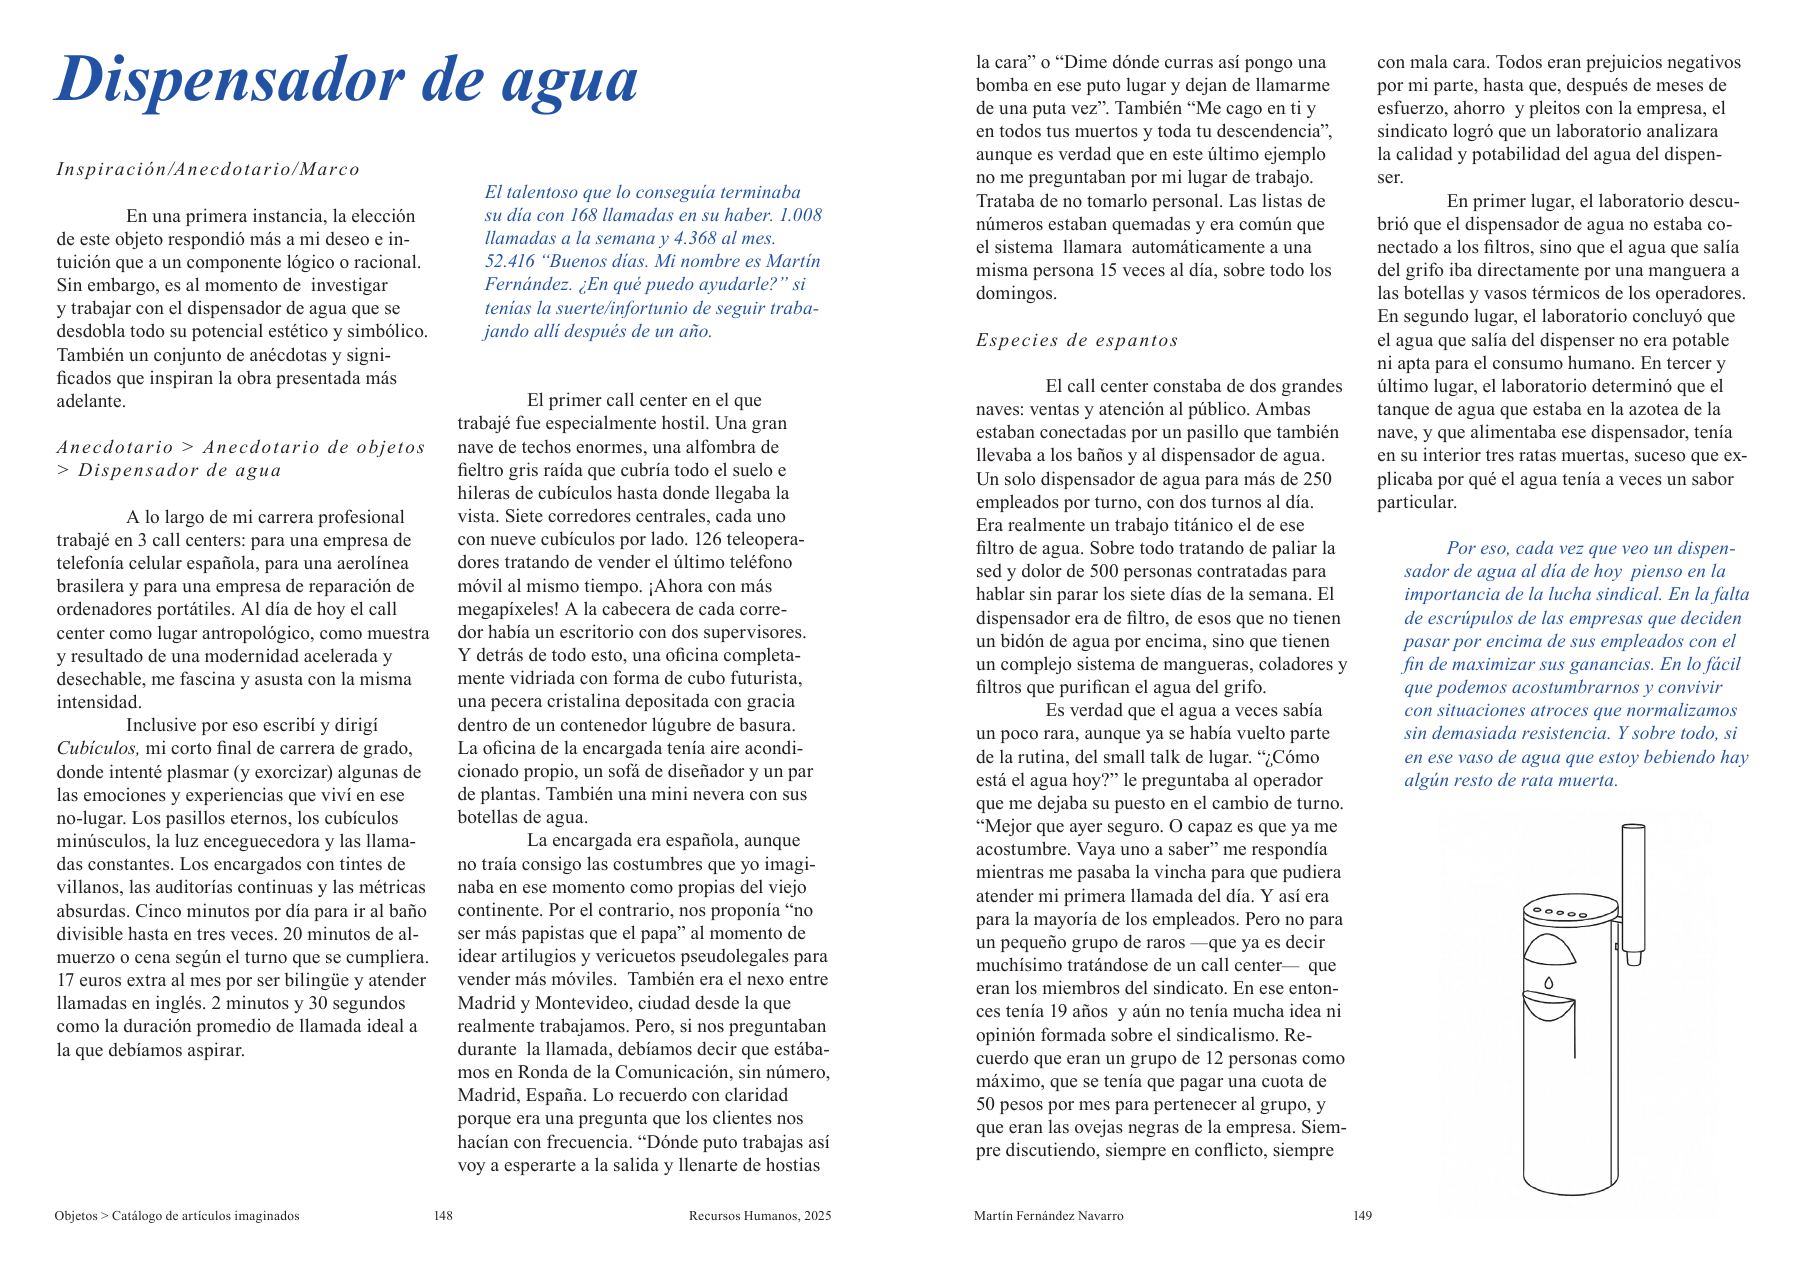 Dispensador de agua
Inspiración/Anecdotario/Marco
En una primera instancia, la elección
de este objeto respondió más a mi deseo e in-
tuición que a un componente lógico o racional.
Sin embargo, es al momento de  investigar
y trabajar con el dispensador de agua que se
desdobla todo su potencial estético y simbólico.
También un conjunto de anécdotas y signi-
ficados que inspiran la obra presentada más
adelante.
Anecdotario > Anecdotario de objetos
> Dispensador de agua
A lo largo de mi carrera profesional
trabajé en 3 call centers: para una empresa de
telefonía celular española, para una aerolínea
brasilera y para una empresa de reparación de
ordenadores portátiles. Al día de hoy el call
center como lugar antropológico, como muestra
y resultado de una modernidad acelerada y
desechable, me fascina y asusta con la misma
intensidad.
Inclusive por eso escribí y dirigí
Cubículos, mi corto final de carrera de grado,
donde intenté plasmar (y exorcizar) algunas de
las emociones y experiencias que viví en ese
no-lugar. Los pasillos eternos, los cubículos
minúsculos, la luz enceguecedora y las llama-
das constantes. Los encargados con tintes de
villanos, las auditorías continuas y las métricas
absurdas. Cinco minutos por día para ir al baño
divisible hasta en tres veces. 20 minutos de al-
muerzo o cena según el turno que se cumpliera.
17 euros extra al mes por ser bilingüe y atender
llamadas en inglés. 2 minutos y 30 segundos
como la duración promedio de llamada ideal a
la que debíamos aspirar.
El talentoso que lo conseguía terminaba
su día con 168 llamadas en su haber. 1.008
llamadas a la semana y 4.368 al mes.
52.416 “Buenos días. Mi nombre es Martín
Fernández. ¿En qué puedo ayudarle?” si
tenías la suerte/infortunio de seguir traba-
jando allí después de un año.
El primer call center en el que
trabajé fue especialmente hostil. Una gran
nave de techos enormes, una alfombra de
fieltro gris raída que cubría todo el suelo e
hileras de cubículos hasta donde llegaba la
vista. Siete corredores centrales, cada uno
con nueve cubículos por lado. 126 teleopera-
dores tratando de vender el último teléfono
móvil al mismo tiempo. ¡Ahora con más
megapíxeles! A la cabecera de cada corre-
dor había un escritorio con dos supervisores.
Y detrás de todo esto, una oficina completa-
mente vidriada con forma de cubo futurista,
una pecera cristalina depositada con gracia
dentro de un contenedor lúgubre de basura.
La oficina de la encargada tenía aire acondi-
cionado propio, un sofá de diseñador y un par
de plantas. También una mini nevera con sus
botellas de agua.
La encargada era española, aunque
no traía consigo las costumbres que yo imagi-
naba en ese momento como propias del viejo
continente. Por el contrario, nos proponía “no
ser más papistas que el papa” al momento de
idear artilugios y vericuetos pseudolegales para
vender más móviles.  También era el nexo entre
Madrid y Montevideo, ciudad desde la que
realmente trabajamos. Pero, si nos preguntaban
durante  la llamada, debíamos decir que estába-
mos en Ronda de la Comunicación, sin número,
Madrid, España. Lo recuerdo con claridad
porque era una pregunta que los clientes nos
hacían con frecuencia. “Dónde puto trabajas así
voy a esperarte a la salida y llenarte de hostias
Objetos > Catálogo de artículos imaginados
148
Recursos Humanos, 2025
la cara” o “Dime dónde curras así pongo una
bomba en ese puto lugar y dejan de llamarme
de una puta vez”. También “Me cago en ti y
en todos tus muertos y toda tu descendencia”,
aunque es verdad que en este último ejemplo
no me preguntaban por mi lugar de trabajo.
Trataba de no tomarlo personal. Las listas de
números estaban quemadas y era común que
el sistema  llamara  automáticamente a una
misma persona 15 veces al día, sobre todo los
domingos.
Especies de espantos
El call center constaba de dos grandes
naves: ventas y atención al público. Ambas
estaban conectadas por un pasillo que también
llevaba a los baños y al dispensador de agua.
Un solo dispensador de agua para más de 250
empleados por turno, con dos turnos al día.
Era realmente un trabajo titánico el de ese
filtro de agua. Sobre todo tratando de paliar la
sed y dolor de 500 personas contratadas para
hablar sin parar los siete días de la semana. El
dispensador era de filtro, de esos que no tienen
un bidón de agua por encima, sino que tienen
un complejo sistema de mangueras, coladores y
filtros que purifican el agua del grifo.
Es verdad que el agua a veces sabía
un poco rara, aunque ya se había vuelto parte
de la rutina, del small talk de lugar. “¿Cómo
está el agua hoy?” le preguntaba al operador
que me dejaba su puesto en el cambio de turno.
“Mejor que ayer seguro. O capaz es que ya me
acostumbre. Vaya uno a saber” me respondía
mientras me pasaba la vincha para que pudiera
atender mi primera llamada del día. Y así era
para la mayoría de los empleados. Pero no para
un pequeño grupo de raros —que ya es decir
muchísimo tratándose de un call center—  que
eran los miembros del sindicato. En ese enton-
ces tenía 19 años  y aún no tenía mucha idea ni
opinión formada sobre el sindicalismo. Re-
cuerdo que eran un grupo de 12 personas como
máximo, que se tenía que pagar una cuota de
50 pesos por mes para pertenecer al grupo, y
que eran las ovejas negras de la empresa. Siem-
pre discutiendo, siempre en conflicto, siempre
con mala cara. Todos eran prejuicios negativos
por mi parte, hasta que, después de meses de
esfuerzo, ahorro  y pleitos con la empresa, el
sindicato logró que un laboratorio analizara
la calidad y potabilidad del agua del dispen-
ser.
En primer lugar, el laboratorio descu-
brió que el dispensador de agua no estaba co-
nectado a los filtros, sino que el agua que salía
del grifo iba directamente por una manguera a
las botellas y vasos térmicos de los operadores.
En segundo lugar, el laboratorio concluyó que
el agua que salía del dispenser no era potable
ni apta para el consumo humano. En tercer y
último lugar, el laboratorio determinó que el
tanque de agua que estaba en la azotea de la
nave, y que alimentaba ese dispensador, tenía
en su interior tres ratas muertas, suceso que ex-
plicaba por qué el agua tenía a veces un sabor
particular.
Por eso, cada vez que veo un dispen-
sador de agua al día de hoy  pienso en la
importancia de la lucha sindical. En la falta
de escrúpulos de las empresas que deciden
pasar por encima de sus empleados con el
fin de maximizar sus ganancias. En lo fácil
que podemos acostumbrarnos y convivir
con situaciones atroces que normalizamos
sin demasiada resistencia. Y sobre todo, si
en ese vaso de agua que estoy bebiendo hay
algún resto de rata muerta.
Martín Fernández Navarro
149